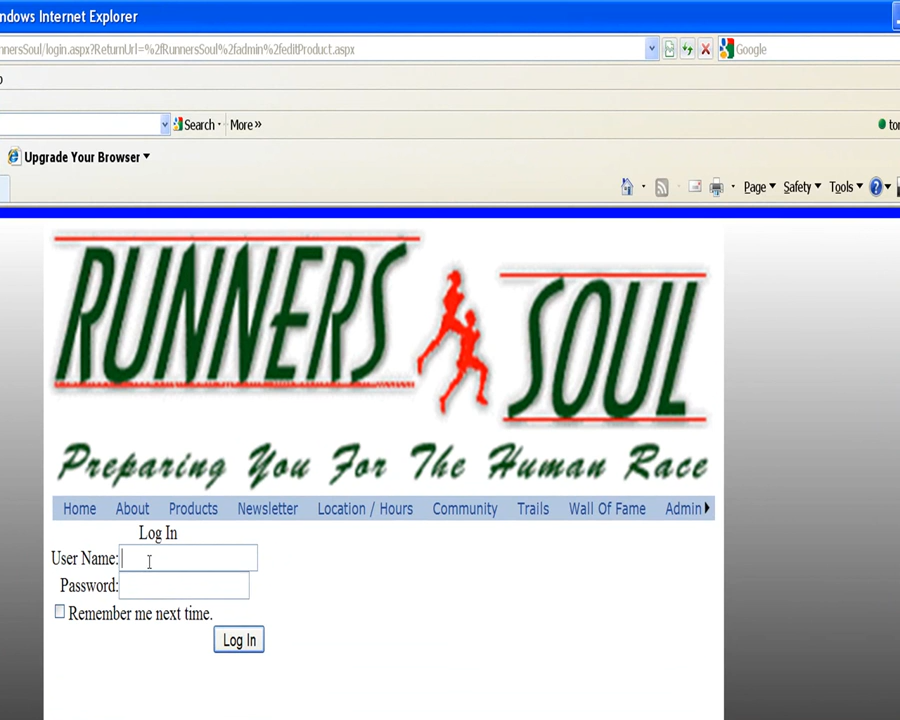 ndows Internet Explorer
nnersSoul/login.aspx?ReturnUrl=%2fRunnersSoul%2fadmin%2feditProduct.aspx
Google
Search
More »
tor
Upgrade Your Browser
Page
Safety
Tools
RUNNERS SOUL
Preparing You For The Human Race
Home About Products Newsletter Location / Hours Community Trails Wall Of Fame Admin
Log In
User Name:
Password:
Remember me next time.
Log In